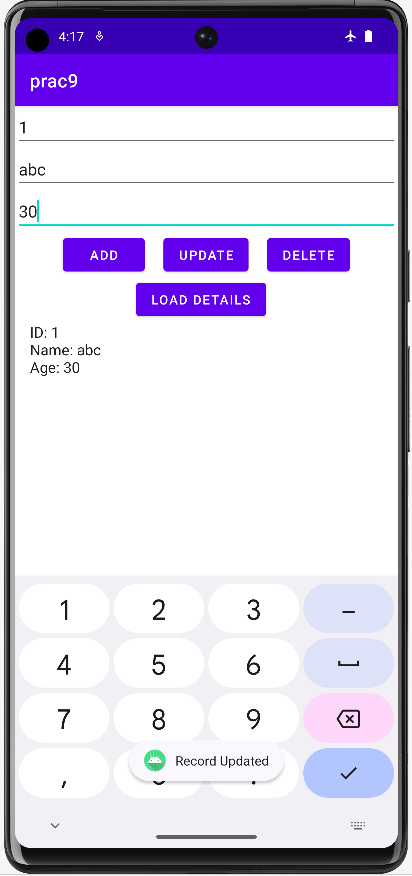 4:17
prac9
1
abc
30
ADD UPDATE DELETE
LOAD DETAILS
ID: 1
Name: abc
Age: 30
1 2 3 –
4 5 6
7 8 9
,
Record Updated